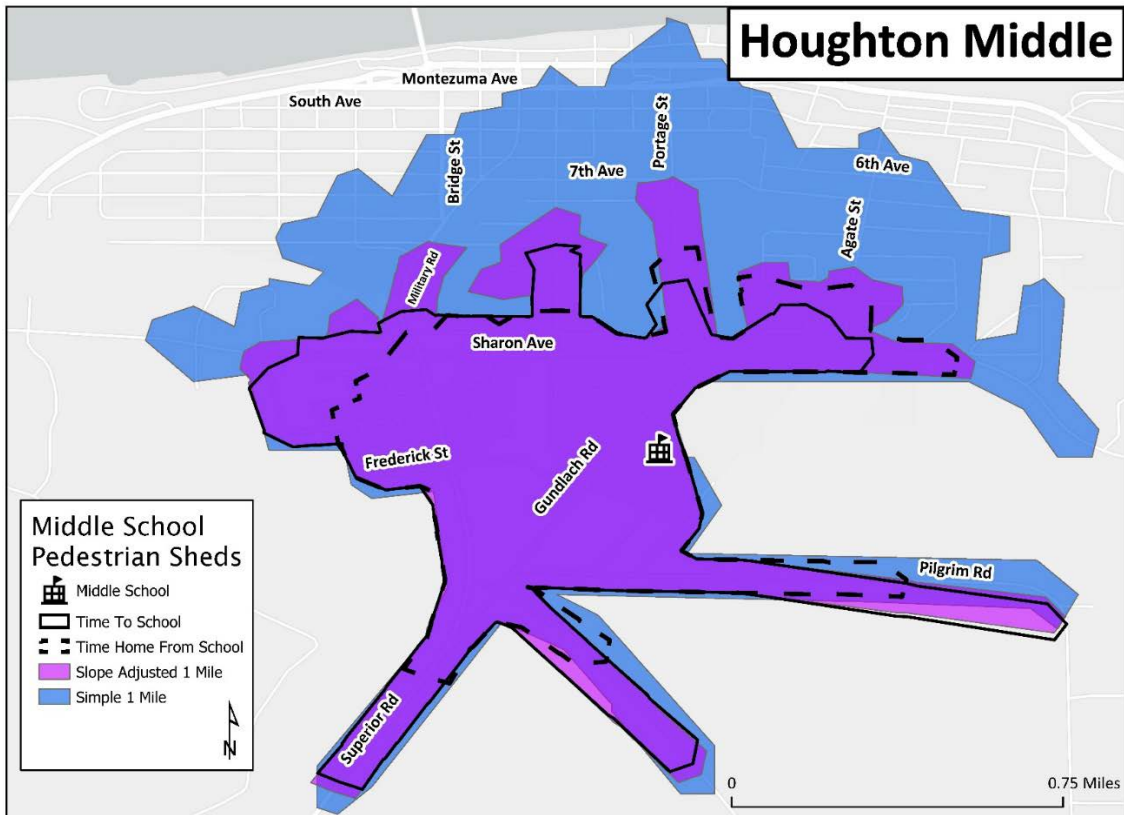 Houghton Middle
Montezuma Ave
South Ave
Bridge St
7th Ave
Portage St
6th Ave
Agate St
Military Rd
Sharon Ave
Frederick St
Gundlach Rd
Pilgrim Rd
Superior Rd
Middle School
Pedestrian Sheds
Middle School
Time To School
Time Home From School
Slope Adjusted 1 Mile
Simple 1 Mile
N
0 0.75 Miles